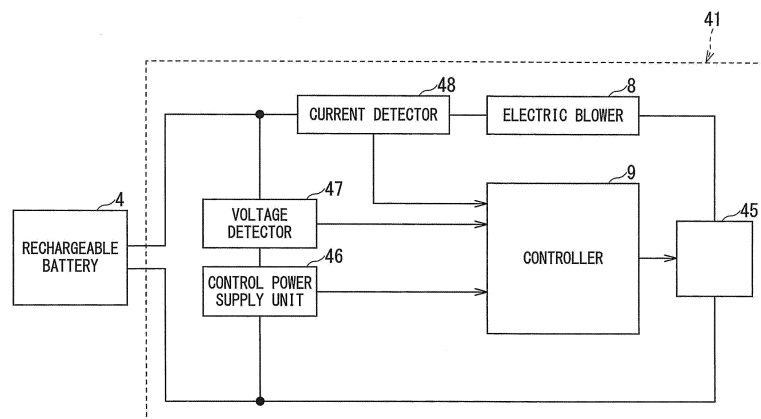 41
48
CURRENT DETECTOR
8
ELECTRIC BLOWER
4
RECHARGEABLE
BATTERY
47
VOLTAGE
DETECTOR
46
CONTROL POWER
SUPPLY UNIT
9
CONTROLLER
45